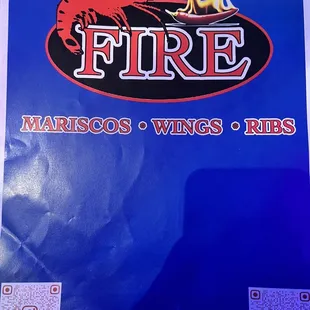 FIRE
MARISCOS • WINGS • RIBS